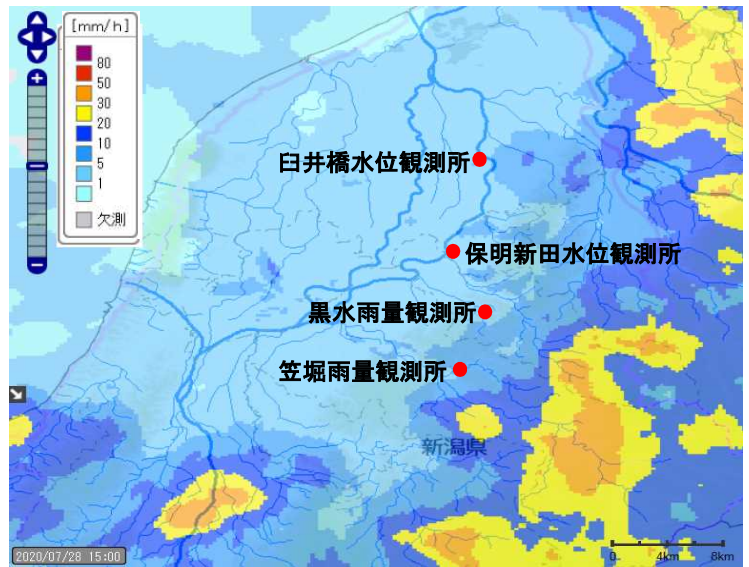 [mm/h]
80
50
30
20
10
5
1
欠測
臼井橋水位観測所
保明新田水位観測所
黒水雨量観測所
笠堀雨量観測所
新潟県
2020/07/28 15:00
0 4km 8km